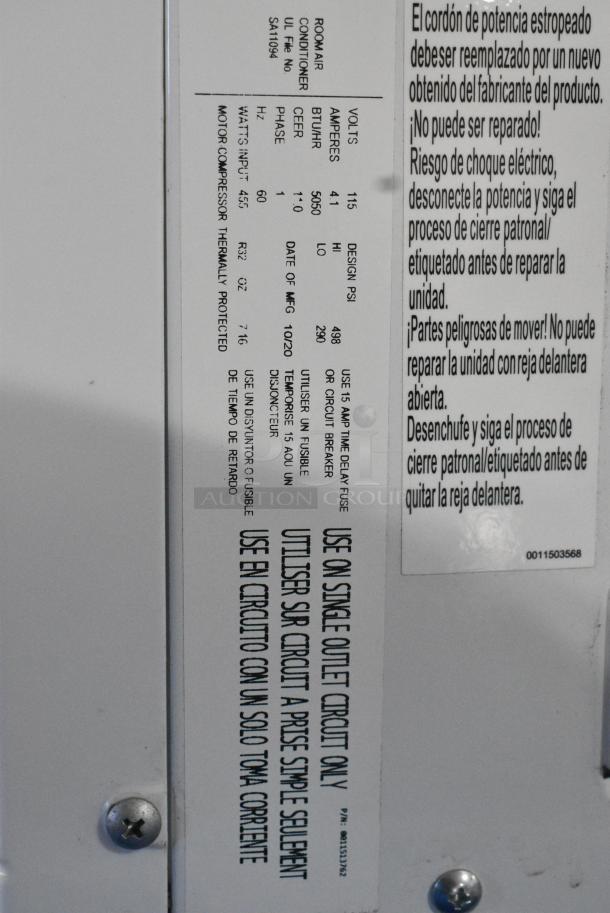 ROOM AIR
CONDITIONER
UL File No.
SA11094
VOLTS 115 DESIGN PSI
AMPERES 4.1 HI 498
BTU/HR 5050 LO 290
CEER 11.0
PHASE 1 DATE OF MFG 10/20
Hz 60
WATTS INPUT 455 R32 OZ 7.16
MOTOR COMPRESSOR THERMALLY PROTECTED
USE 15 AMP TIME DELAY FUSE
OR CIRCUIT BREAKER
UTILISER UN FUSIBLE
TEMPORISE 15 AOU UN
DISJONCTEUR
USE UN DISYUNTOR O FUSIBLE
DE TIEMPO DE RETARDO
USE ON SINGLE OUTLET CIRCUIT ONLY
UTILISER SUR CIRCUIT A PRISE SIMPLE SEULEMENT
USE EN CIRCUITO CON UN SOLO TOMA CORRIENTE
P/N: 0011513762
El cordón de potencia estropeado
debeser reemplazado por un nuevo
obtenido del fabricante del producto.
¡No puede ser reparado!
Riesgo de choque eléctrico,
desconecte la potencia y siga el
proceso de cierre patronal/
etiquetado antes de reparar la
unidad.
¡Partes peligrosas de mover! No puede
reparar la unidad con reja delantera
abierta.
Desenchufe y siga el proceso de
cierre patronal/etiquetado antes de
quitar la reja delantera.
0011503568
AUCTION GROUP